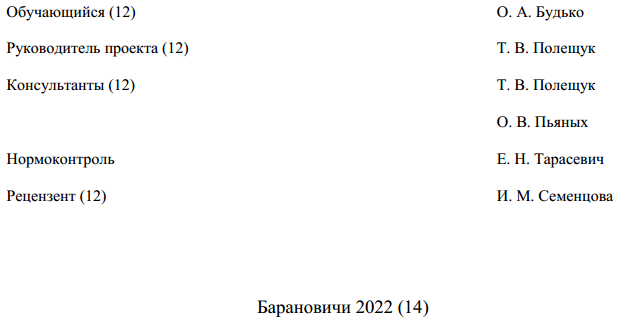 Обучающийся (12) О. А. Будько
Руководитель проекта (12) Т. В. Полещук
Консультанты (12) Т. В. Полещук
О. В. Пьяных
Нормоконтроль Е. Н. Тарасевич
Рецензент (12) И. М. Семенцова
Барановичи 2022 (14)